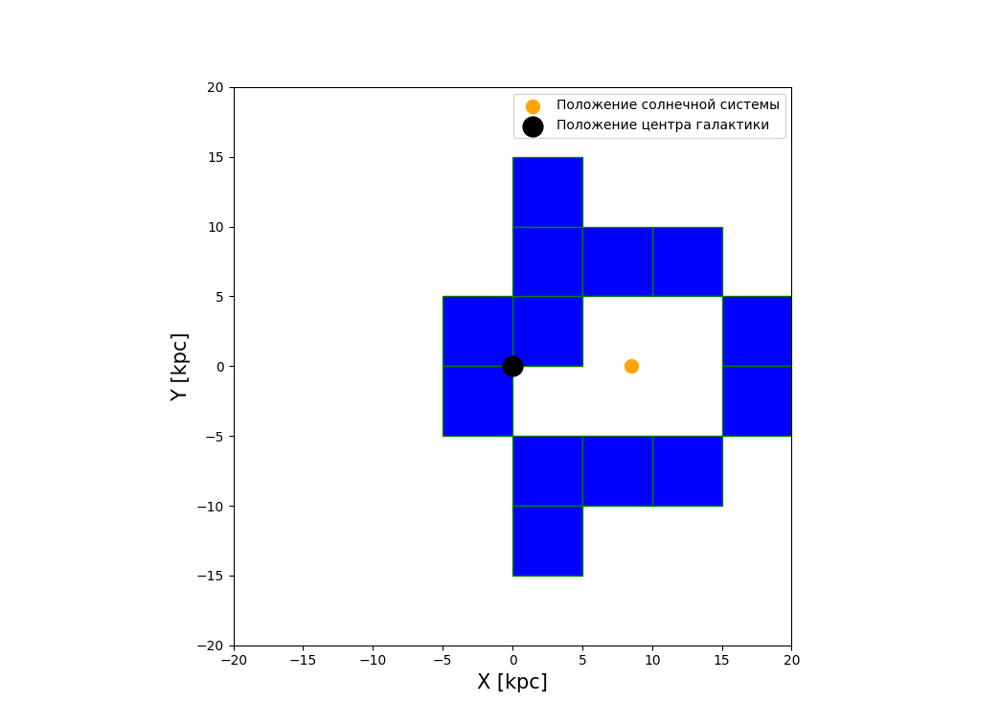 20
Положение солнечной системы
Положение центра галактики
15
10
5
0
−5
−10
−15
−20
Y [kpc]
−20 −15 −10 −5 0 5 10 15 20
X [kpc]